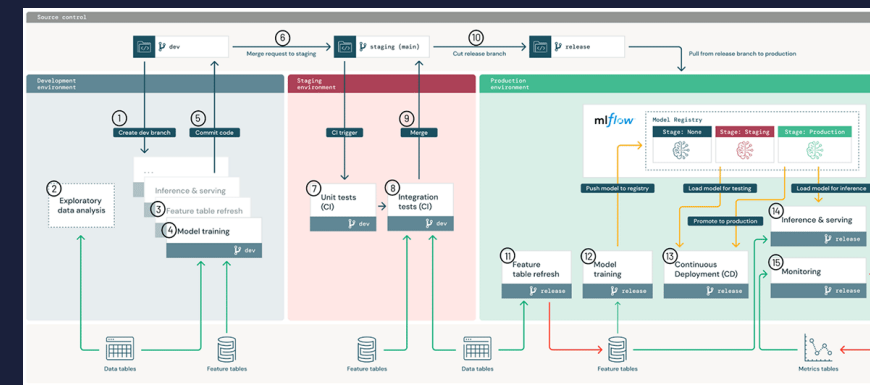 Source control
dev
6
Merge request to staging
staging (main)
10
Cut release branch
release
Pull from release branch to production
Development
environment
Staging
environment
Production
environment
1
Create dev branch
5
Commit code
CI trigger
9
Merge
mlflow
Model Registry
Stage: None
Stage: Staging
Stage: Production
Push model to registry
Load model for testing
Load model for inference
Promote to production
2
Exploratory
data analysis
...
Inference & serving
3
Feature table refresh
4
Model training
dev
7
Unit tests
(CI)
dev
8
Integration
tests (CI)
dev
11
Feature
table refresh
release
12
Model
training
release
13
Continuous
Deployment (CD)
release
14
Inference & serving
release
15
Monitoring
release
Data tables
Feature tables
Feature tables
Data tables
Feature tables
Metrics tables